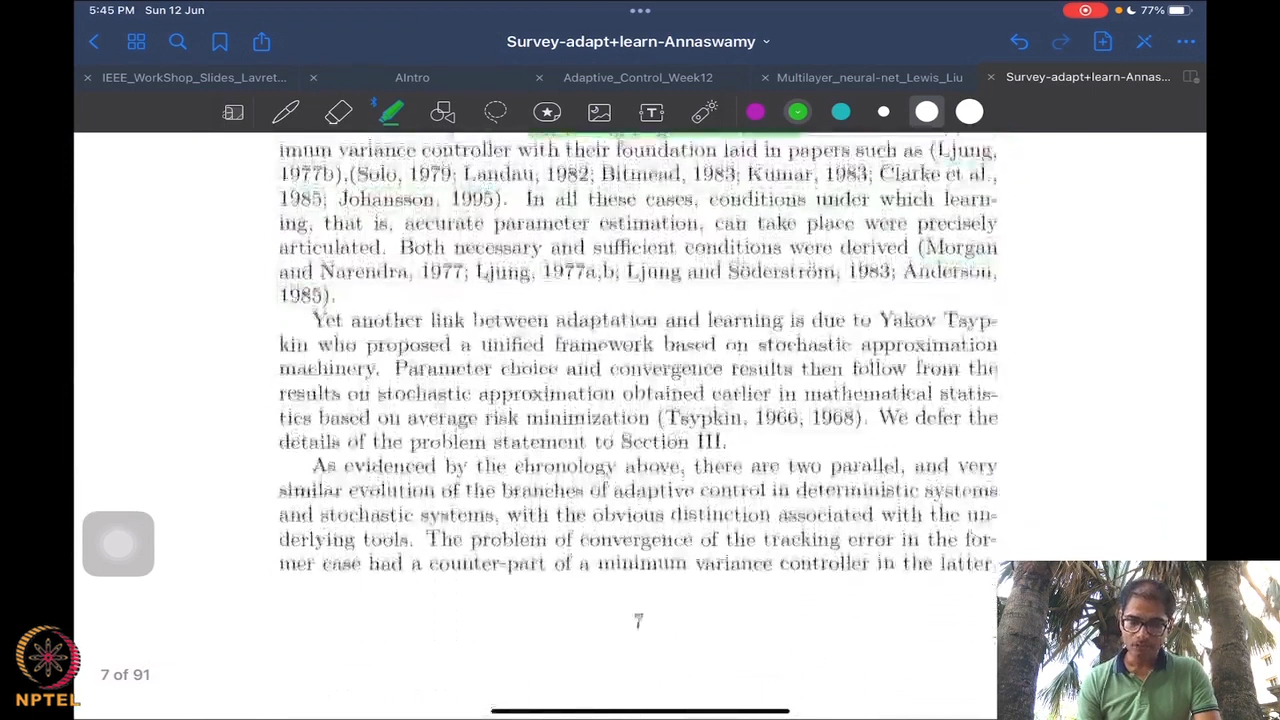 5:45 PM Sun 12 Jun
77%
Survey-adapt+learn-Annaswamy
IEEE_WorkShop_Slides_Lavret...
AIntro
Adaptive_Control_Week12
Multilayer_neural-net_Lewis_Liu
Survey-adapt+learn-Annas...
imum variance controller with their foundation laid in papers such as (Ljung,
1977b),(Solo, 1979; Landau, 1982; Bitmead, 1983; Kumar, 1983; Clarke et al.,
1985; Johansson, 1995). In all these cases, conditions under which learn-
ing, that is, accurate parameter estimation, can take place were precisely
articulated. Both necessary and sufficient conditions were derived (Morgan
and Narendra, 1977; Ljung, 1977a,b; Ljung and Söderström, 1983; Anderson,
1985).
Yet another link between adaptation and learning is due to Yakov Tsyp-
kin who proposed a unified framework based on stochastic approximation
machinery. Parameter choice and convergence results then follow from the
results on stochastic approximation obtained earlier in mathematical statis-
tics based on average risk minimization (Tsypkin, 1966, 1968). We defer the
details of the problem statement to Section III.
As evidenced by the chronology above, there are two parallel, and very
similar evolution of the branches of adaptive control in deterministic systems
and stochastic systems, with the obvious distinction associated with the un-
derlying tools. The problem of convergence of the tracking error in the for-
mer case had a counter-part of a minimum variance controller in the latter.
7
7 of 91
NPTEL